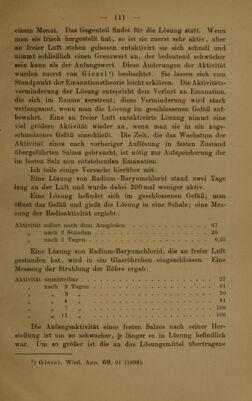 — 111 —
einem Monat. Das Gegenteil findet für die Lösung statt. Wenn
man sie frisch hergestellt hat, so ist sie zuerst sehr aktiv, aber
an freier Luft stehen gelassen entaktivirt sie sich schnell und
nimmt schließlich einen Grenzwert an, der bedeutend schwächer
sein kann als der Anfangswert. Diese Änderungen der Aktivität
wurden zuerst von Giesel¹) beobachtet. Sie lassen sich vom
Standpunkt der Emanationstheorie leicht erklären. Die Aktivitäts-
verminderung der Lösung entspricht dem Verlust an Emanation,
die sich im Raume zerstreut; diese Verminderung wird stark
verlangsamt, wenn man die Lösung im geschlossenen Gefäß auf-
bewahrt. Eine an freier Luft entaktivirte Lösung nimmt eine
viel größere Aktivität wieder an, wenn man sie in ein zuge-
schmolzenes Gefäß einschließt. Die Zeit, die das Wachstum der
Aktivität eines nach vorheriger Auflösung in festen Zustand
übergeführten Salzes gebraucht, ist nötig zur Aufspeicherung der
im festen Salz neu entstehenden Emanation.
Ich teile einige Versuche hierüber mit:
Eine Lösung von Radium-Baryumchlorid stand zwei Tage
lang an der Luft und wurde dabei 300 mal weniger aktiv.
Eine Lösung befindet sich im geschlossenen Gefäß; man
öffnet das Gefäß und gießt die Lösung in eine Schale; eine Mes-
sung der Radioaktivität ergiebt:
Aktivität sofort nach dem Ausgießen . . . . . . . . . . 67
„ nach 2 Stunden . . . . . . . . . . 20
„ nach 2 Tagen . . . . . . . . . . 0,25
Eine Lösung von Radium-Baryumchlorid, die an freier Luft
gestanden hat, wird in ein Glasröhrchen eingeschlossen. Eine
Messung der Strahlung der Röhre ergab:
Aktivität unmittelbar . . . . . . . . . . 27
„ nach 2 Tagen . . . . . . . . . . 61
„ „ 3 „ . . . . . . . . . . 70
„ „ 4 „ . . . . . . . . . . 81
„ „ 7 „ . . . . . . . . . . 100
„ „ 11 „ . . . . . . . . . . 100
Die Anfangsaktivität eines festen Salzes nach seiner Her-
stellung ist um so schwächer, je länger es in Lösung befindlich
war. Um so größer ist die an das Lösungsmittel übertragene
¹) Giesel, Wied. Ann. 69, 91 (1899).